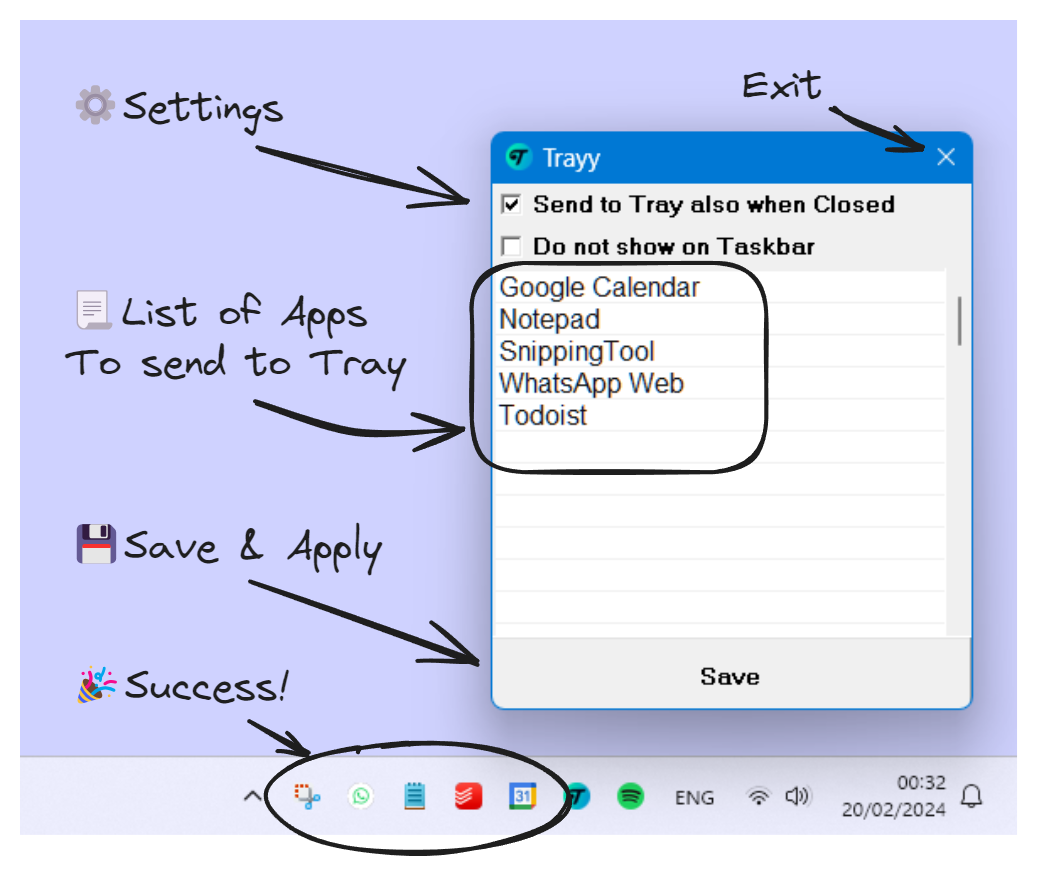 Settings
Exit
Trayy
Send to Tray also when Closed
Do not show on Taskbar
List of Apps
To send to Tray
Google Calendar
Notepad
SnippingTool
WhatsApp Web
Todoist
Save & Apply
Save
Success!
31
ENG
00:32
20/02/2024